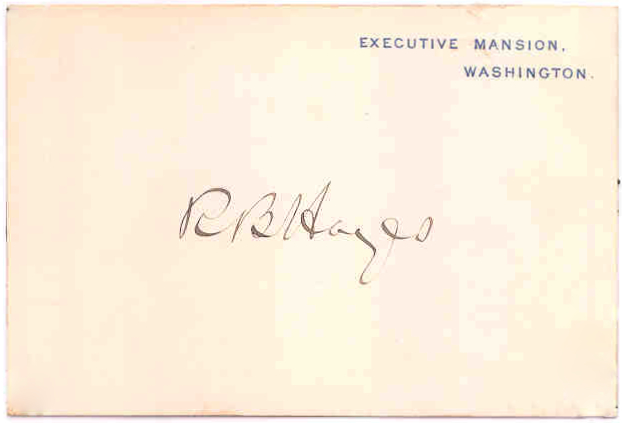 EXECUTIVE MANSION.
WASHINGTON.
R B Hayes